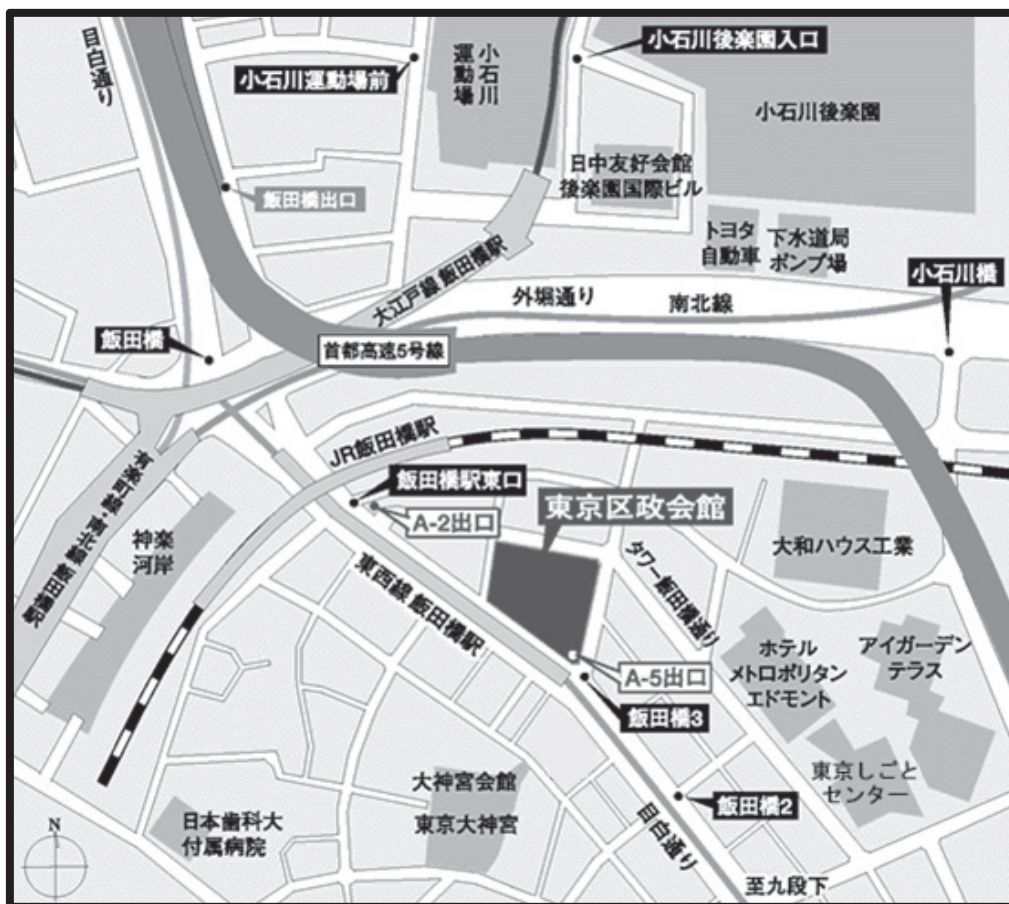 目白通り
小石川運動場前
小石川
運動場
小石川後楽園入口
小石川後楽園
日中友好会館
後楽園国際ビル
飯田橋出口
トヨタ
自動車
下水道局
ポンプ場
大江戸線 飯田橋駅
外堀通り
南北線
小石川橋
飯田橋
首都高速5号線
JR飯田橋駅
飯田橋駅東口
A-2出口
東京区政会館
有楽町線・南北線 飯田橋駅
神楽
河岸
東西線 飯田橋駅
タワー飯田橋通り
大和ハウス工業
ホテル
メトロポリタン
エドモント
アイガーデン
テラス
A-5出口
飯田橋3
東京しごと
センター
大神宮会館
東京大神宮
飯田橋2
目白通り
日本歯科大
付属病院
至九段下
N